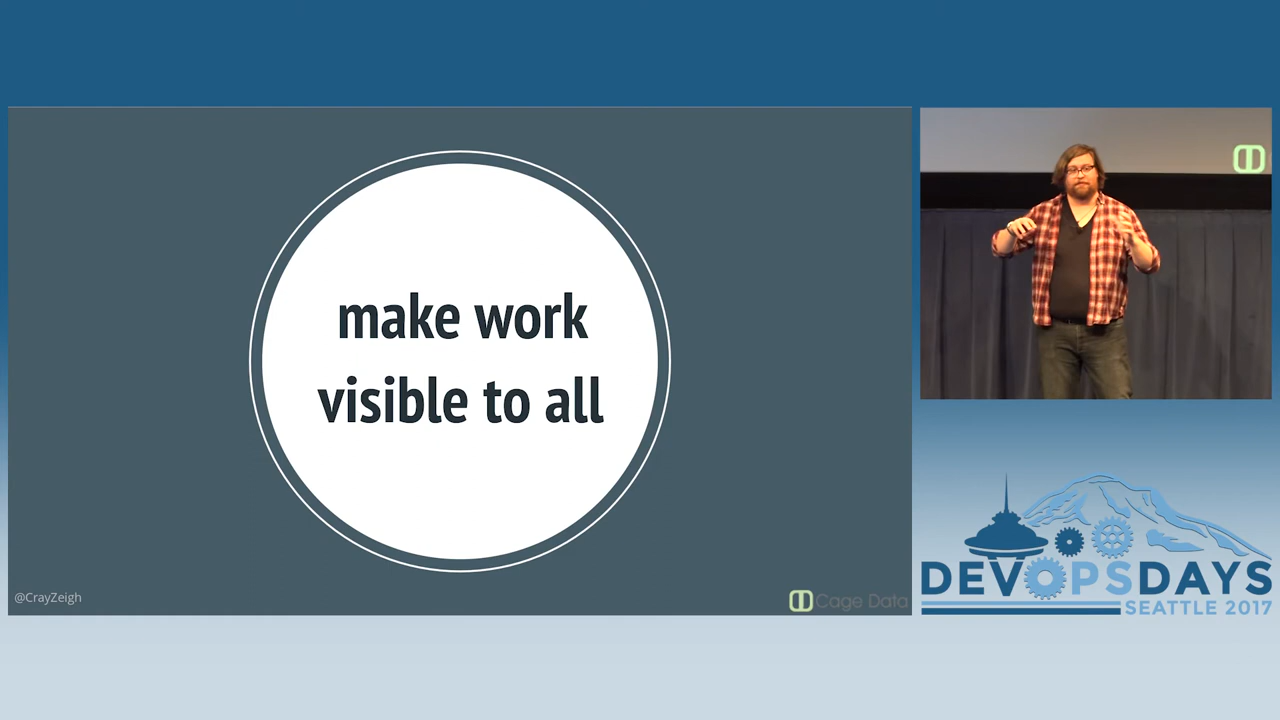 make work
visible to all
@CrayZeigh
Cage Data
DEVOPSDAYS
SEATTLE 2017